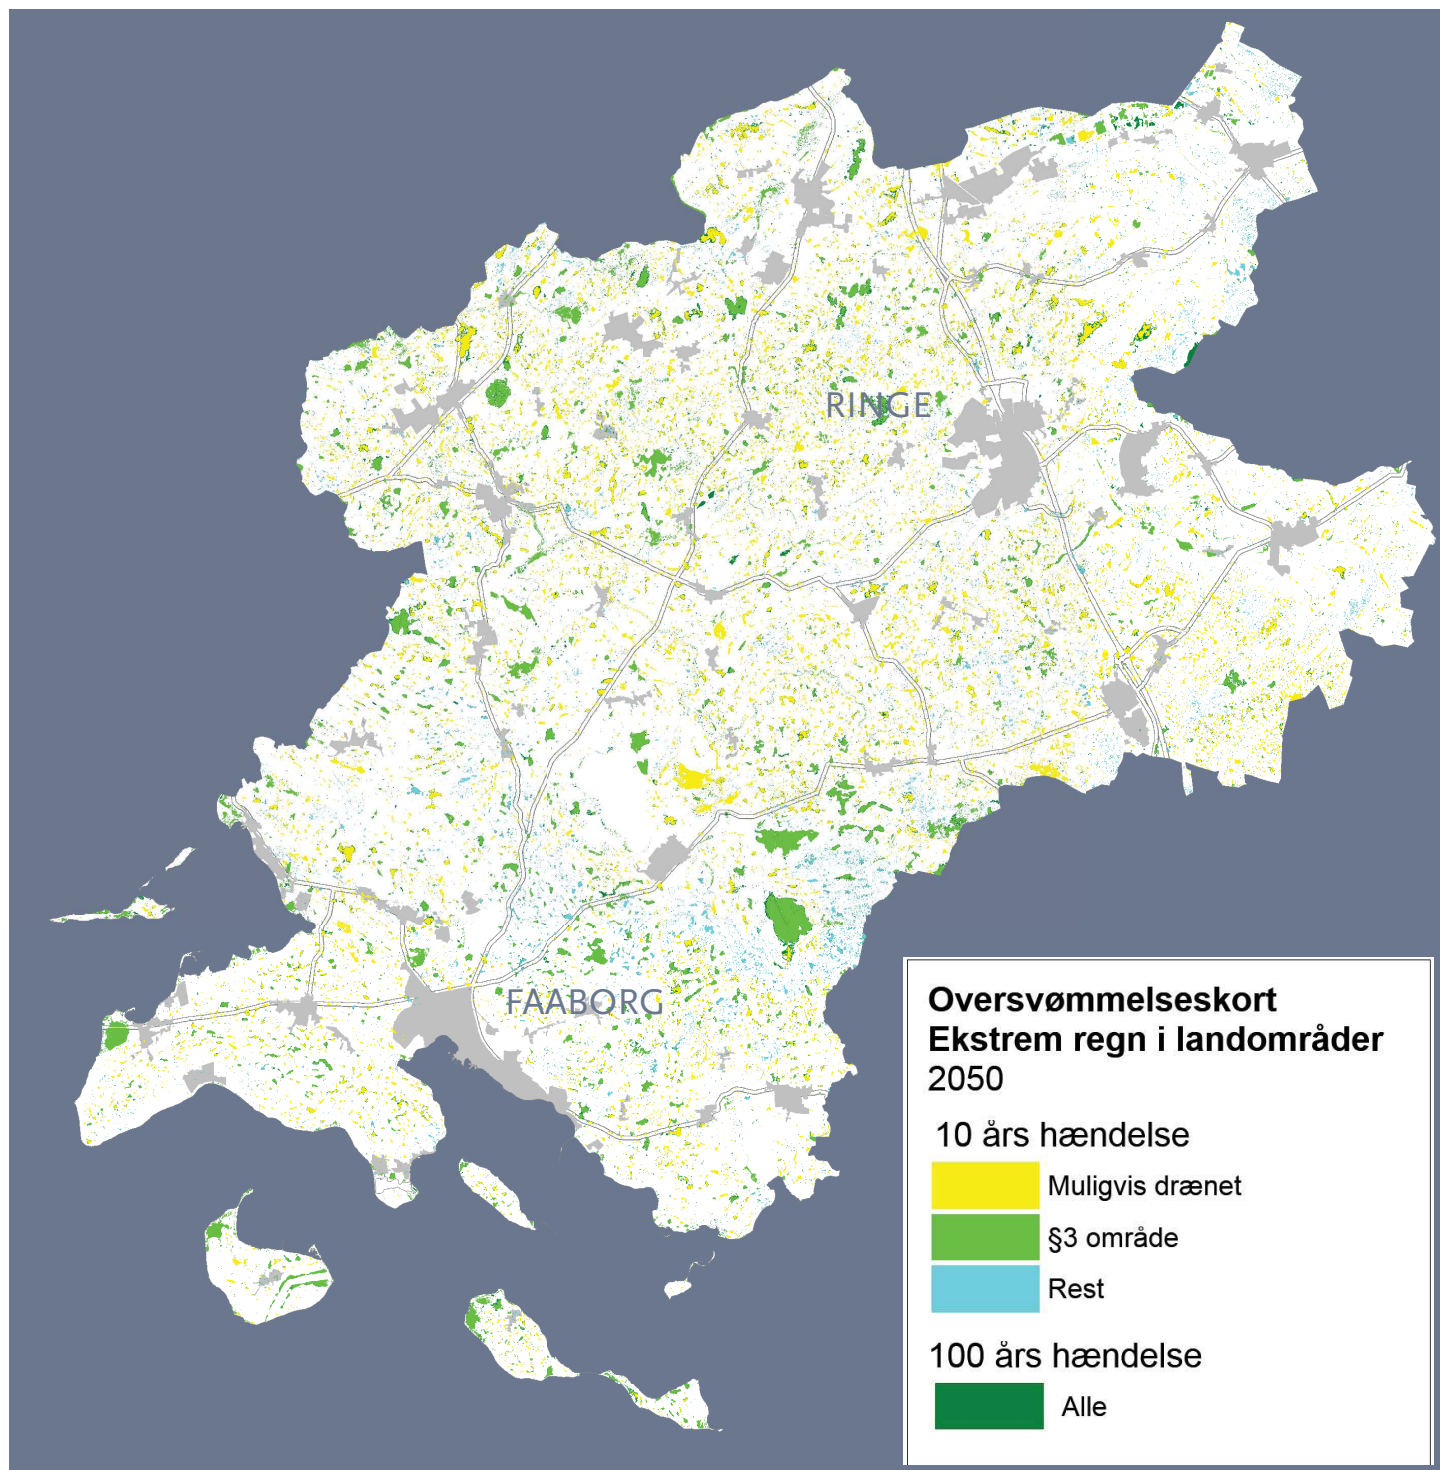 RINGE
FAABORG
Oversvømmelseskort
Ekstrem regn i landområder
2050
10 års hændelse
Muligvis drænet
§3 område
Rest
100 års hændelse
Alle